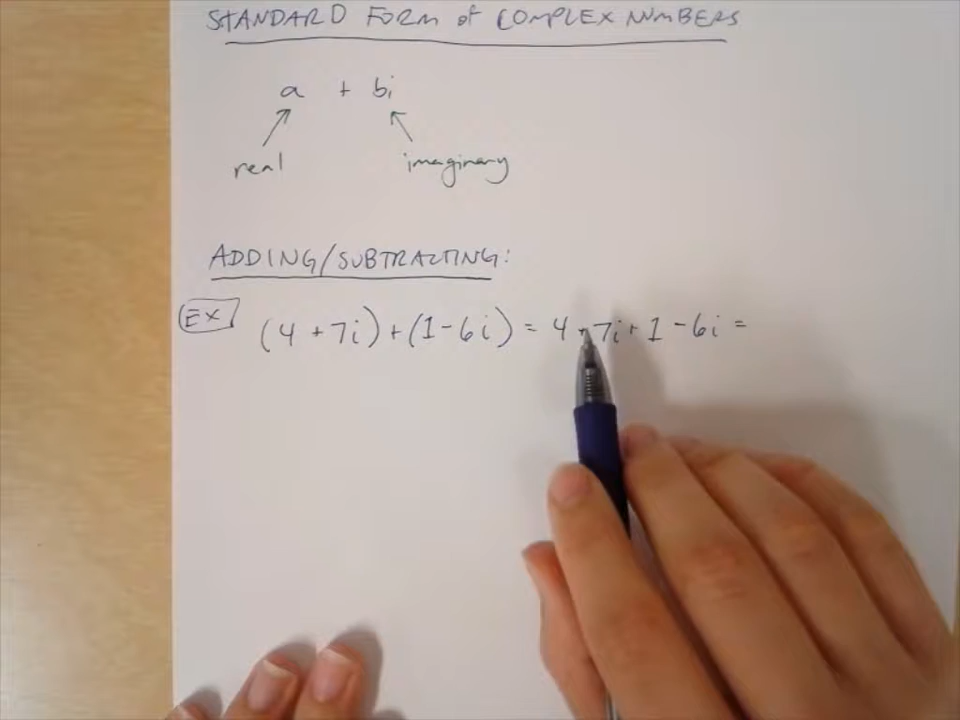 STANDARD FORM of COMPLEX NUMBERS
a + bi
real imaginary
ADDING/SUBTRACTING:
EX (4 + 7i) + (1 - 6i) = 4 + 7i + 1 - 6i =